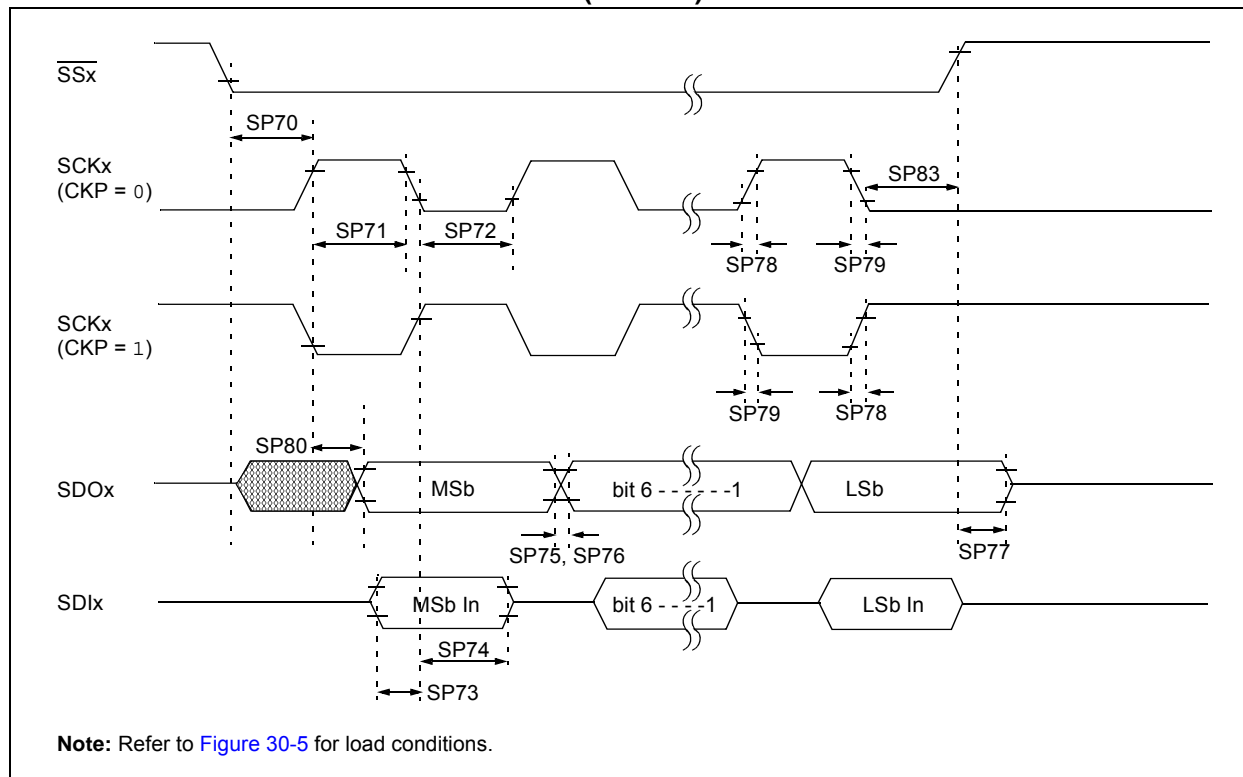 SSx
SP70
SCKx
(CKP = 0)
SP83
SP71
SP72
SP78
SP79
SCKx
(CKP = 1)
SP79
SP78
SP80
SDOx
MSb
bit 6 - - - - - - -1
LSb
SP75, SP76
SP77
SDIx
MSb In
bit 6 - - - - -1
LSb In
SP74
SP73
Note: Refer to Figure 30-5 for load conditions.